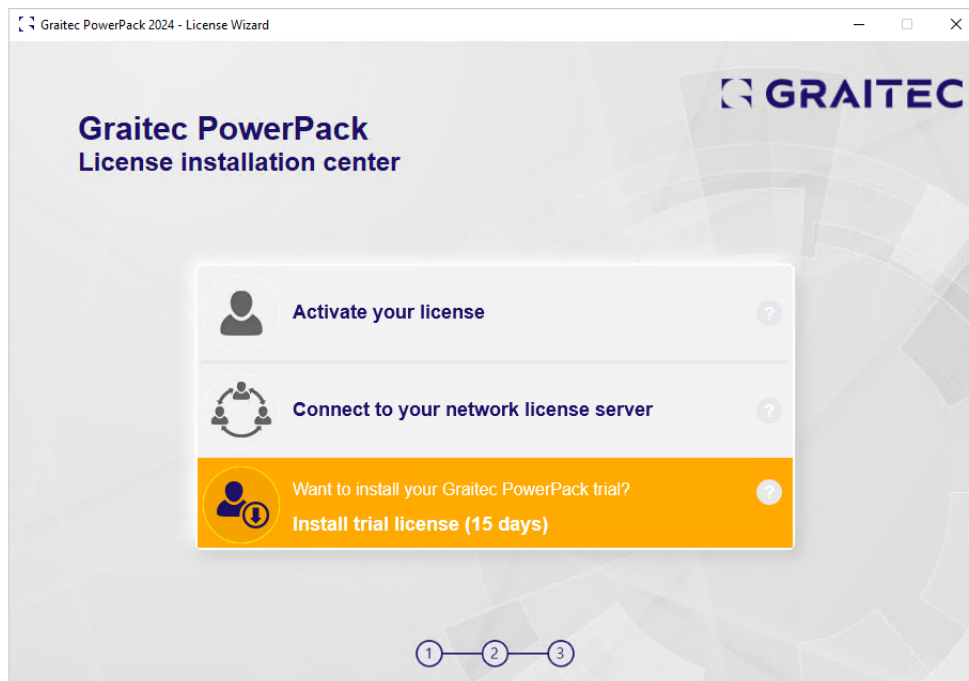 Graitec PowerPack 2024 - License Wizard
GRAITEC
Graitec PowerPack
License installation center
Activate your license
?
Connect to your network license server
?
Want to install your Graitec PowerPack trial?
?
Install trial license (15 days)
1 2 3